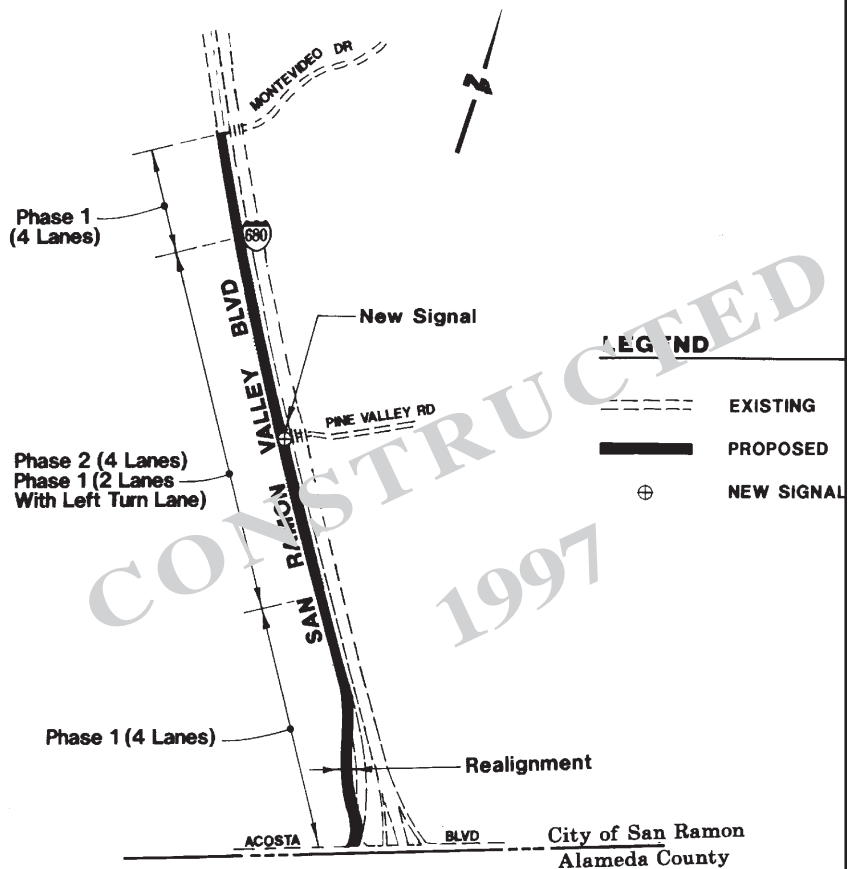 MONTEVIDEO DR
N
Phase 1
(4 Lanes)
680
New Signal
LEGEND
PINE VALLEY RD
EXISTING
PROPOSED
NEW SIGNAL
Phase 2 (4 Lanes)
Phase 1 (2 Lanes
With Left Turn Lane)
SAN RAMON VALLEY BLVD
CONSTRUCTED
1997
Phase 1 (4 Lanes)
Realignment
ACOSTA BLVD
City of San Ramon
Alameda County